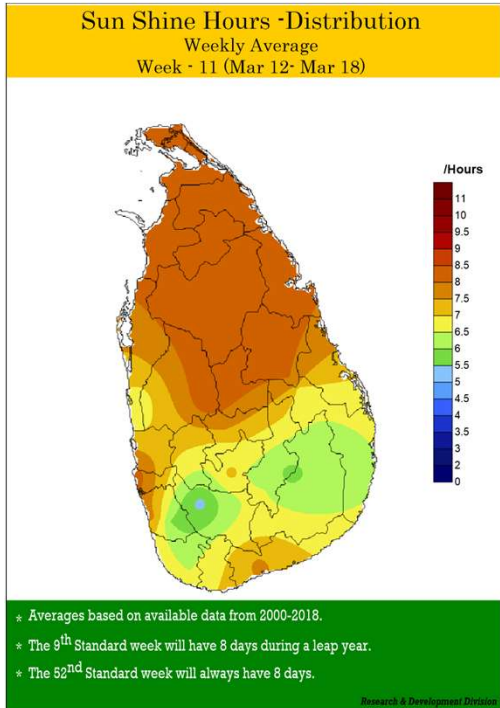 Sun Shine Hours -Distribution
Weekly Average
Week - 11 (Mar 12- Mar 18)
/Hours
11
10
9.5
9
8.5
8
7.5
7
6.5
6
5.5
5
4.5
4
3.5
3
2
0
* Averages based on available data from 2000-2018.
* The 9th Standard week will have 8 days during a leap year.
* The 52nd Standard week will always have 8 days.
Research & Development Division